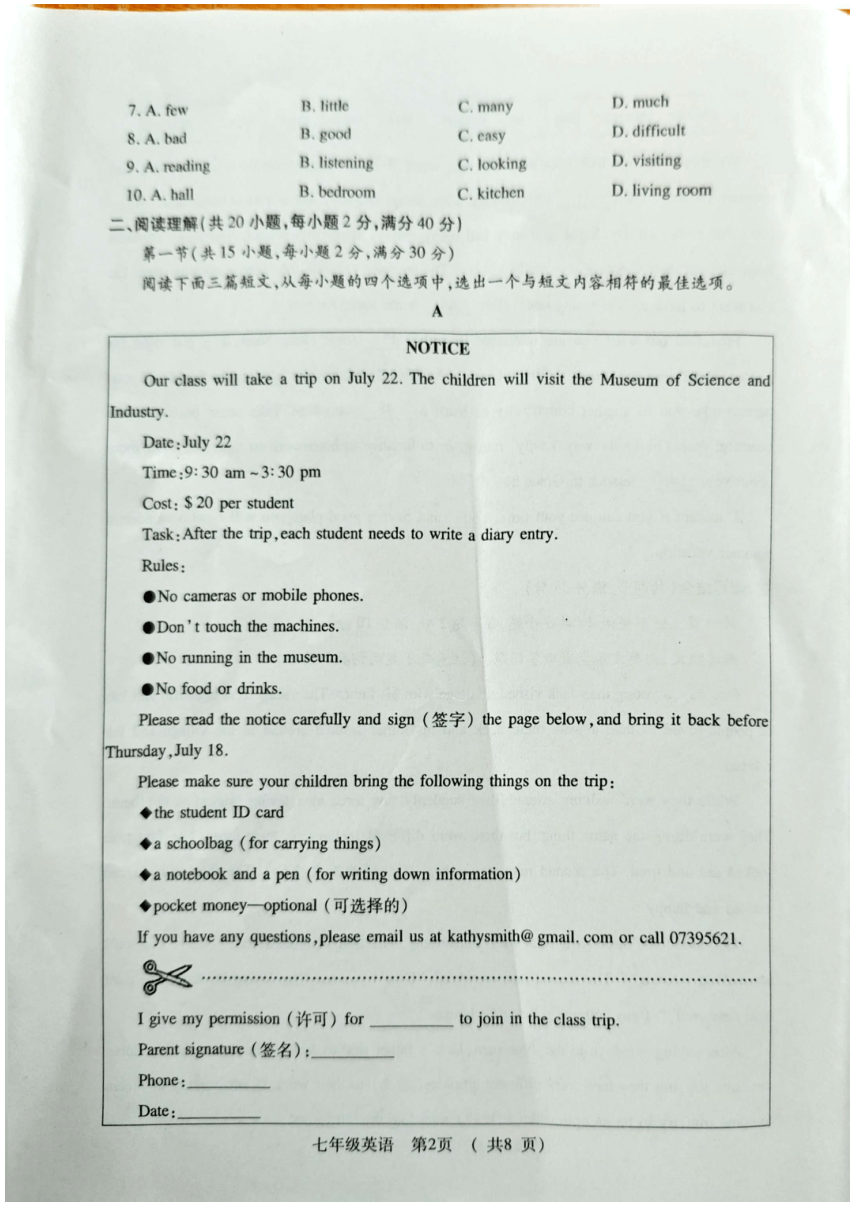 7. A. few B. little C. many D. much
8. A. bad B. good C. easy D. difficult
9. A. reading B. listening C. looking D. visiting
10. A. hall B. bedroom C. kitchen D. living room
二、阅读理解(共 20 小题,每小题 2 分,满分 40 分)
第一节(共 15 小题,每小题 2 分,满分 30 分)
阅读下面三篇短文,从每小题的四个选项中,选出一个与短文内容相符的最佳选项。
A
NOTICE
Our class will take a trip on July 22. The children will visit the Museum of Science and
Industry.
Date:July 22
Time:9:30 am ~3:30 pm
Cost: $20 per student
Task:After the trip,each student needs to write a diary entry.
Rules:
●No cameras or mobile phones.
●Don't touch the machines.
●No running in the museum.
●No food or drinks.
Please read the notice carefully and sign (签字) the page below,and bring it back before
Thursday,July 18.
Please make sure your children bring the following things on the trip:
◆the student ID card
◆a schoolbag (for carrying things)
◆a notebook and a pen (for writing down information)
◆pocket money—optional (可选择的)
If you have any questions,please email us at kathysmith@gmail.com or call 07395621.
I give my permission (许可) for __________ to join in the class trip.
Parent signature (签名):__________
Phone:__________
Date:__________
七年级英语 第2页 ( 共8 页)